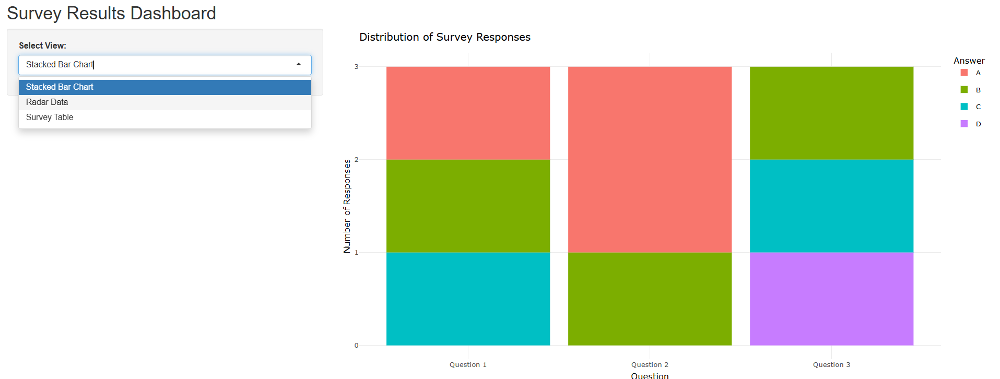 Survey Results Dashboard
Select View:
Stacked Bar Chart
Stacked Bar Chart
Radar Data
Survey Table
Distribution of Survey Responses
Number of Responses
3
2
1
0
Question 1
Question 2
Question 3
Question
Answer
A
B
C
D